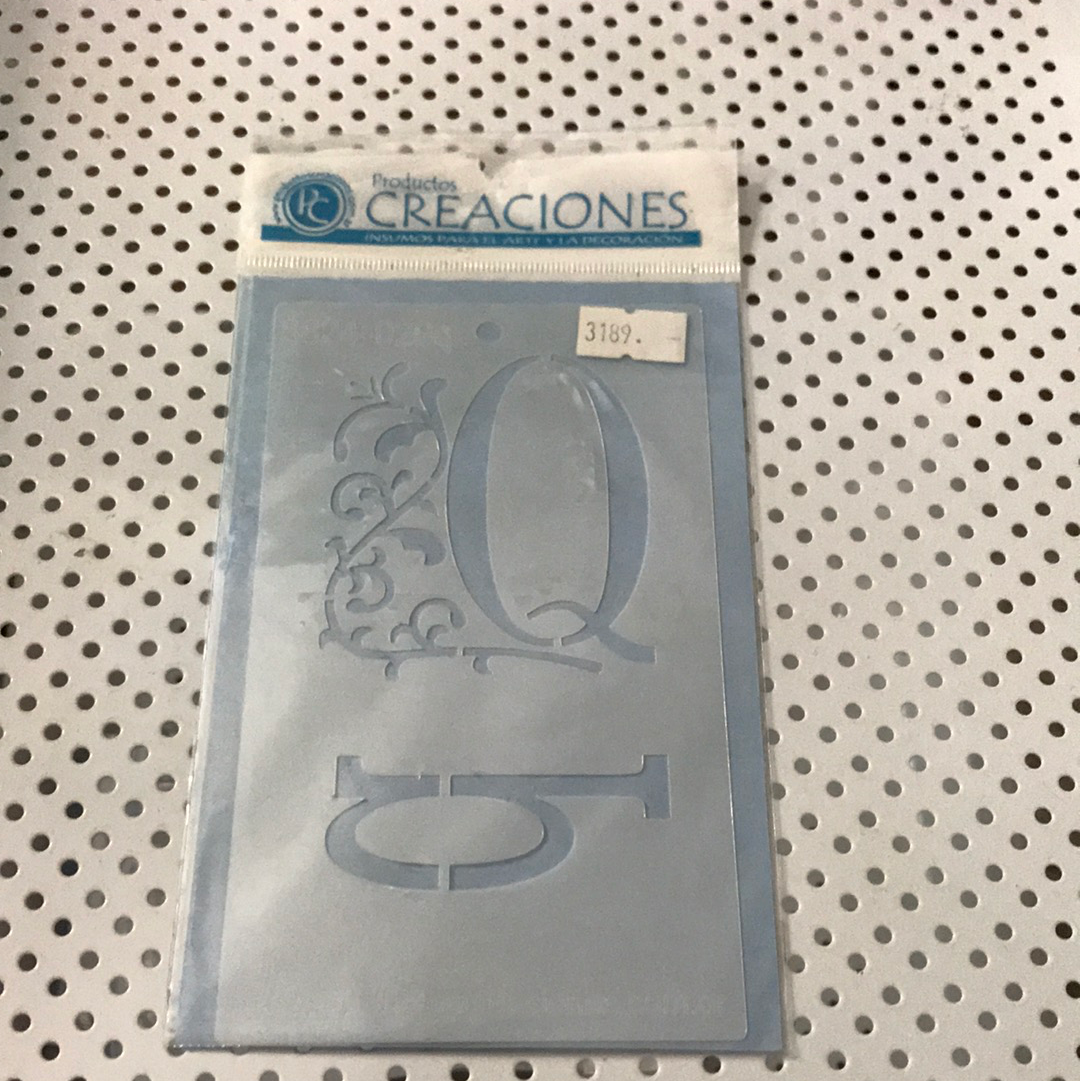 PC
Productos
CREACIONES
INSUMOS PARA EL ARTE Y LA DECORACIÓN
3189.-
Q
q